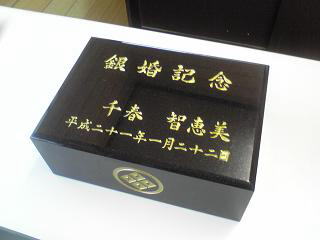 銀婚記念
千春 智恵美
平成二十一年一月二十二日